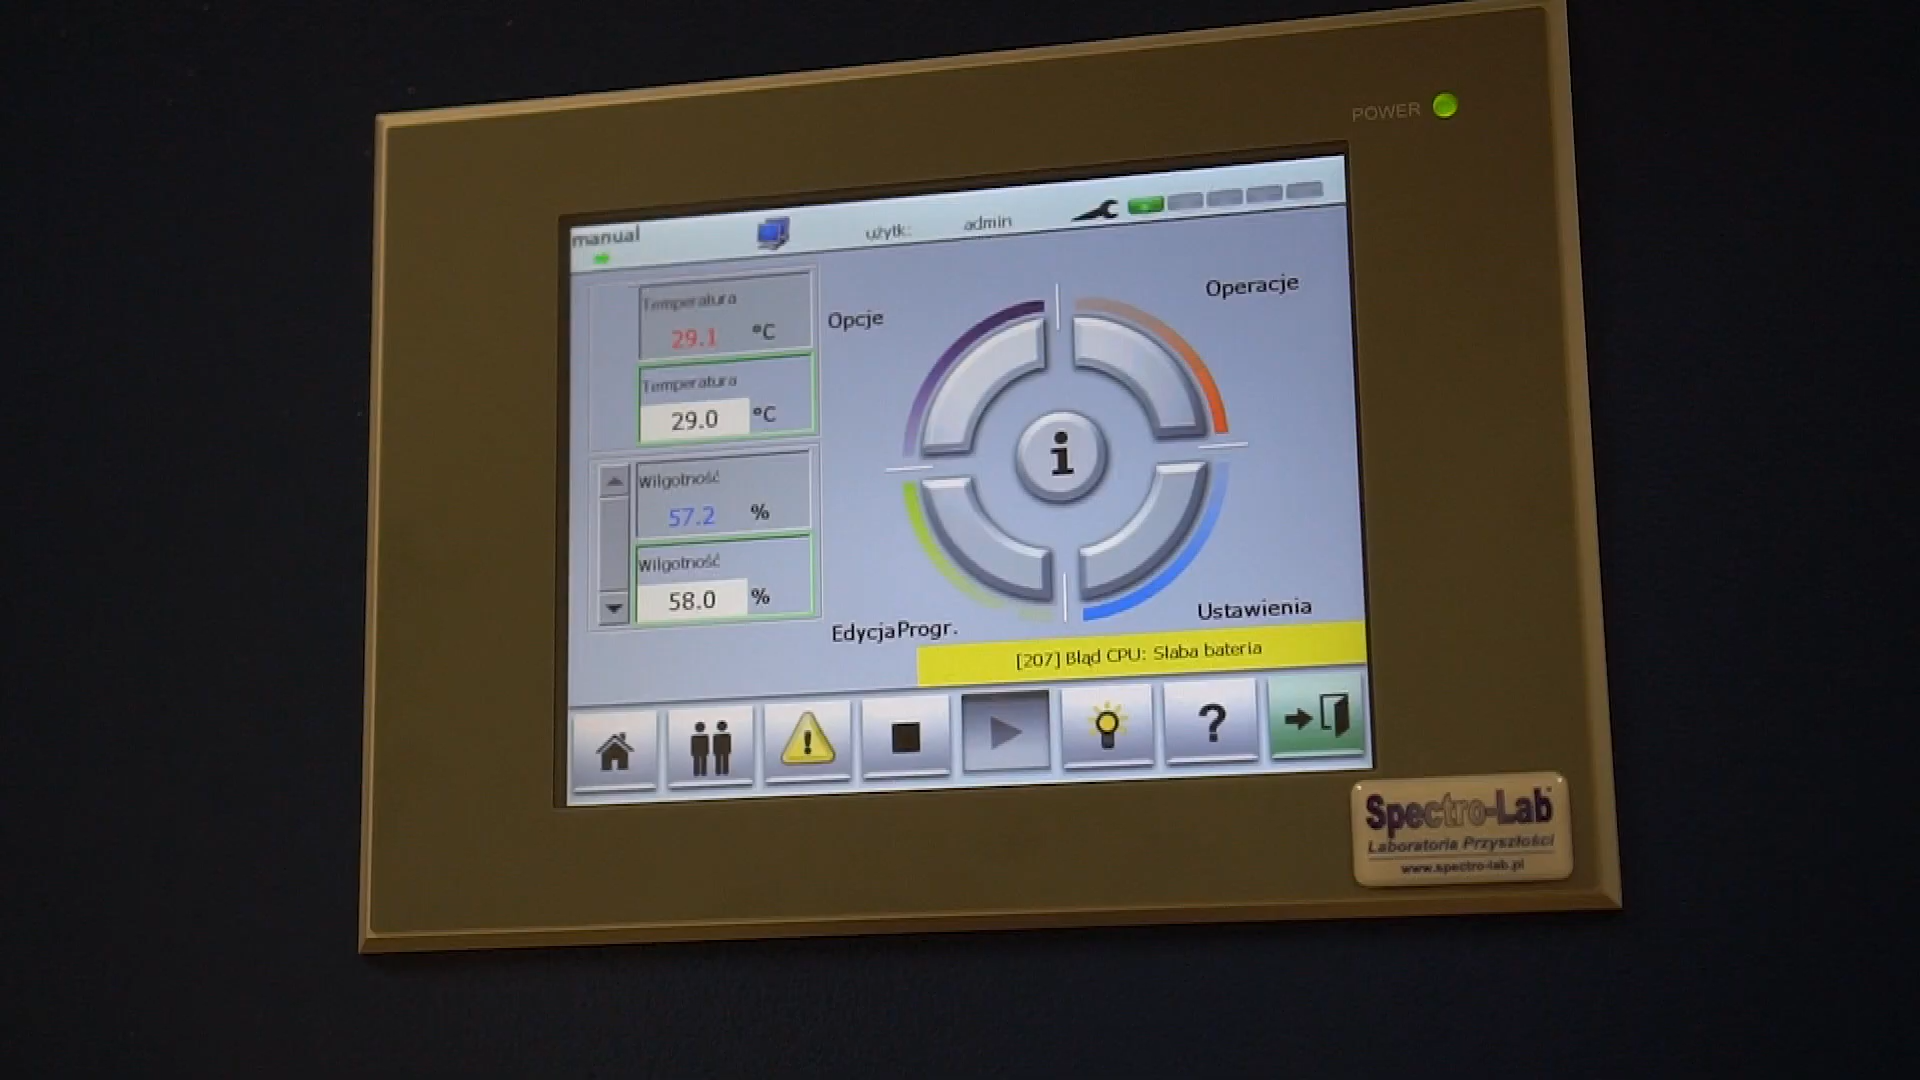 POWER
manual
użytk:
admin
Temperatura
29.1 °C
Temperatura
29.0 °C
Wilgotność
57.2 %
Wilgotność
58.0 %
Opcje
Operacje
i
EdycjaProgr.
Ustawienia
[207] Błąd CPU: Słaba bateria
?
Spectro-Lab
Laboratoria Przyszłości
www.spectro-lab.pl